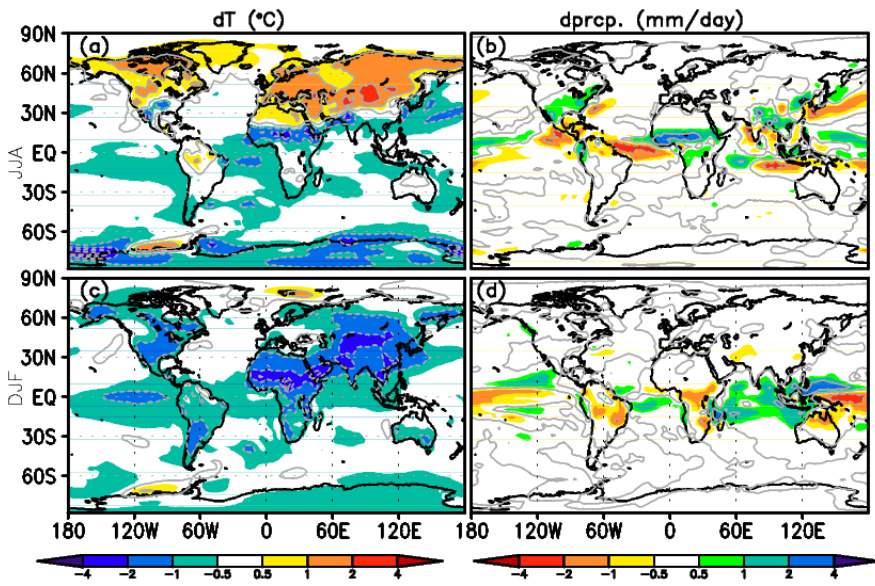 dT (°C)
dprcp. (mm/day)
90N
(a)
(b)
60N
30N
EQ
JJA
30S
60S
90N
(c)
(d)
60N
30N
EQ
DJF
30S
60S
180 120W 60W 0 60E 120E
180 120W 60W 0 60E 120E
-4 -2 -1 -0.5 0.5 1 2 4
-4 -2 -1 -0.5 0.5 1 2 4